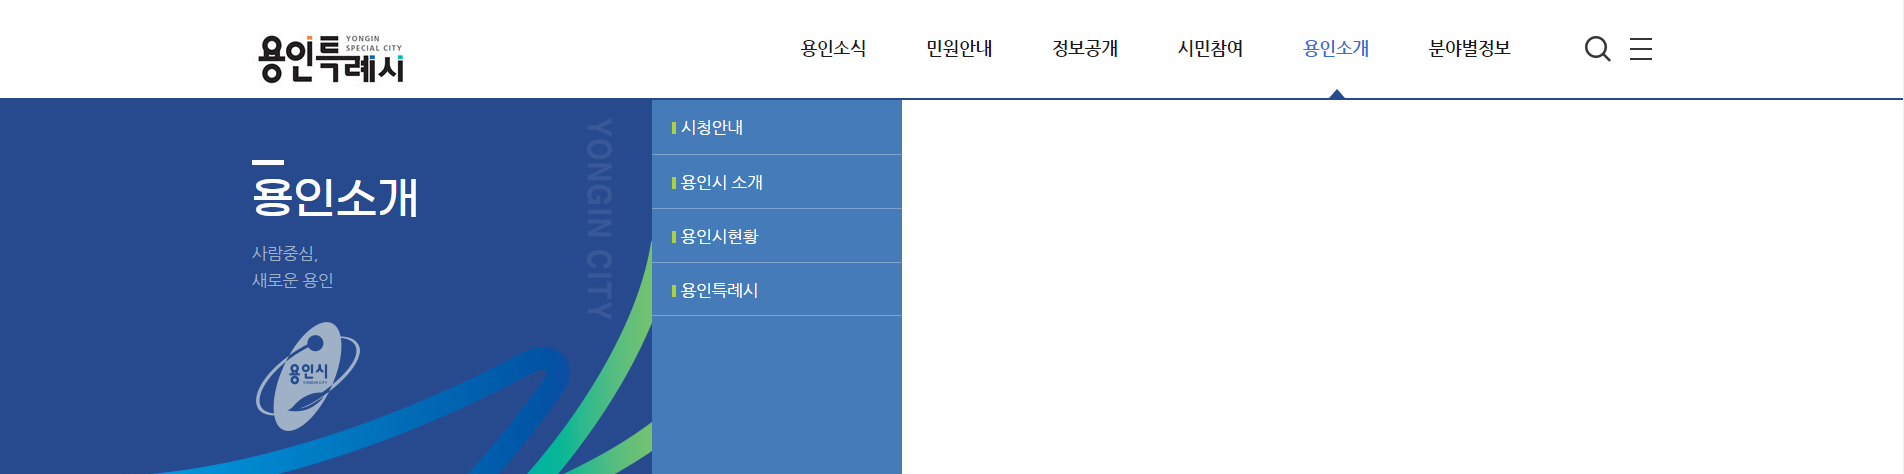 용인특례시
YONGIN
SPECIAL CITY
용인소식
민원안내
정보공개
시민참여
용인소개
분야별정보
용인소개
사람중심,
새로운 용인
용인시
YONGIN CITY
YONGIN CITY
시청안내
용인시 소개
용인시현황
용인특례시